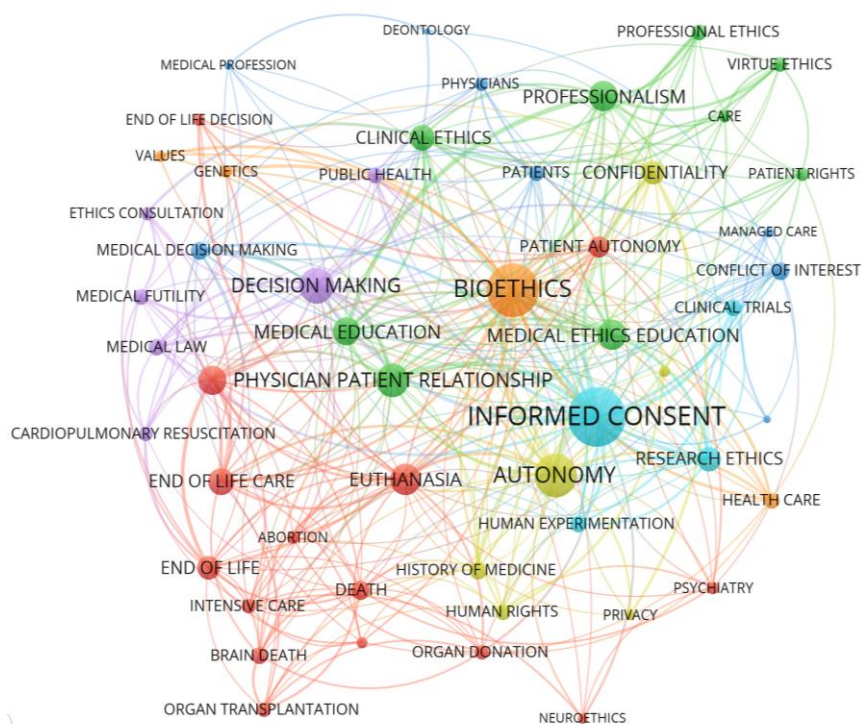 PROFESSIONAL ETHICS
DEONTOLOGY
MEDICAL PROFESSION
VIRTUE ETHICS
PHYSICIANS
PROFESSIONALISM
CARE
END OF LIFE DECISION
CLINICAL ETHICS
VALUES
GENETICS
PUBLIC HEALTH
PATIENTS
CONFIDENTIALITY
PATIENT RIGHTS
ETHICS CONSULTATION
MANAGED CARE
MEDICAL DECISION MAKING
PATIENT AUTONOMY
CONFLICT OF INTEREST
DECISION MAKING
BIOETHICS
MEDICAL FUTILITY
CLINICAL TRIALS
MEDICAL EDUCATION
MEDICAL ETHICS EDUCATION
MEDICAL LAW
PHYSICIAN PATIENT RELATIONSHIP
INFORMED CONSENT
CARDIOPULMONARY RESUSCITATION
RESEARCH ETHICS
END OF LIFE CARE
EUTHANASIA
AUTONOMY
HEALTH CARE
HUMAN EXPERIMENTATION
ABORTION
END OF LIFE
HISTORY OF MEDICINE
DEATH
PSYCHIATRY
INTENSIVE CARE
HUMAN RIGHTS
PRIVACY
BRAIN DEATH
ORGAN DONATION
ORGAN TRANSPLANTATION
NEUROETHICS